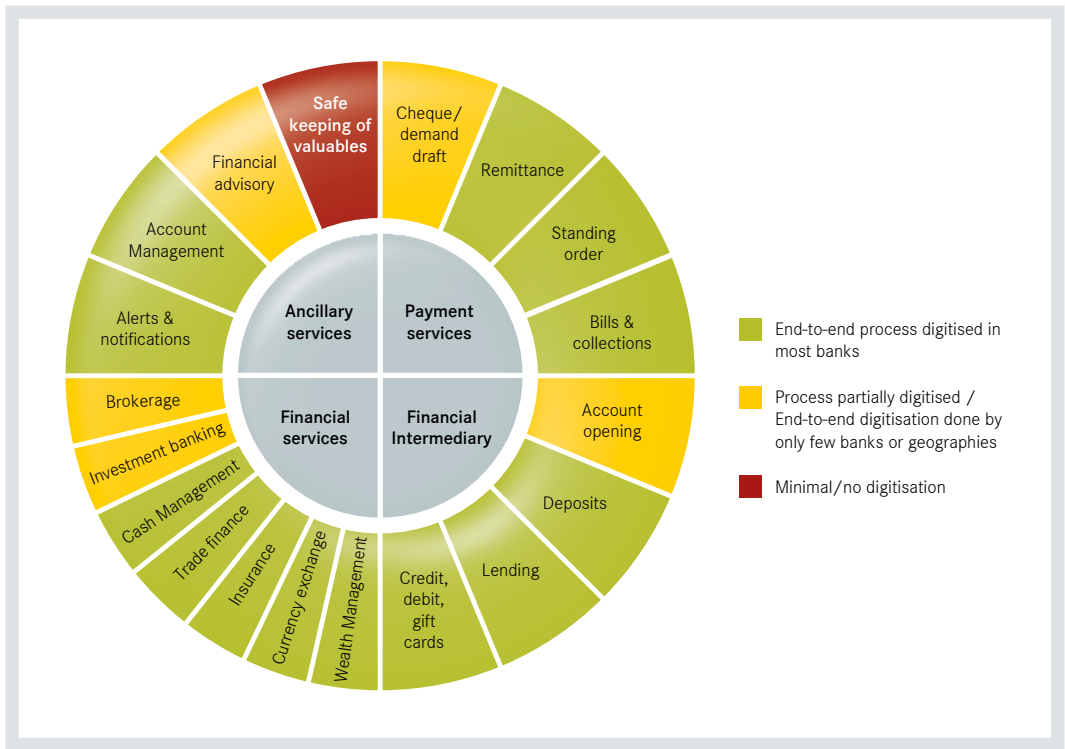 Safe
keeping of
valuables
Cheque/
demand
draft
Remittance
Standing
order
Bills &
collections
Account
opening
Deposits
Lending
Credit,
debit,
gift
cards
Wealth Management
Currency exchange
Insurance
Trade finance
Cash Management
Investment banking
Brokerage
Alerts &
notifications
Account
Management
Financial
advisory
Ancillary
services
Payment
services
Financial
services
Financial
Intermediary
End-to-end process digitised in
most banks
Process partially digitised /
End-to-end digitisation done by
only few banks or geographies
Minimal/no digitisation